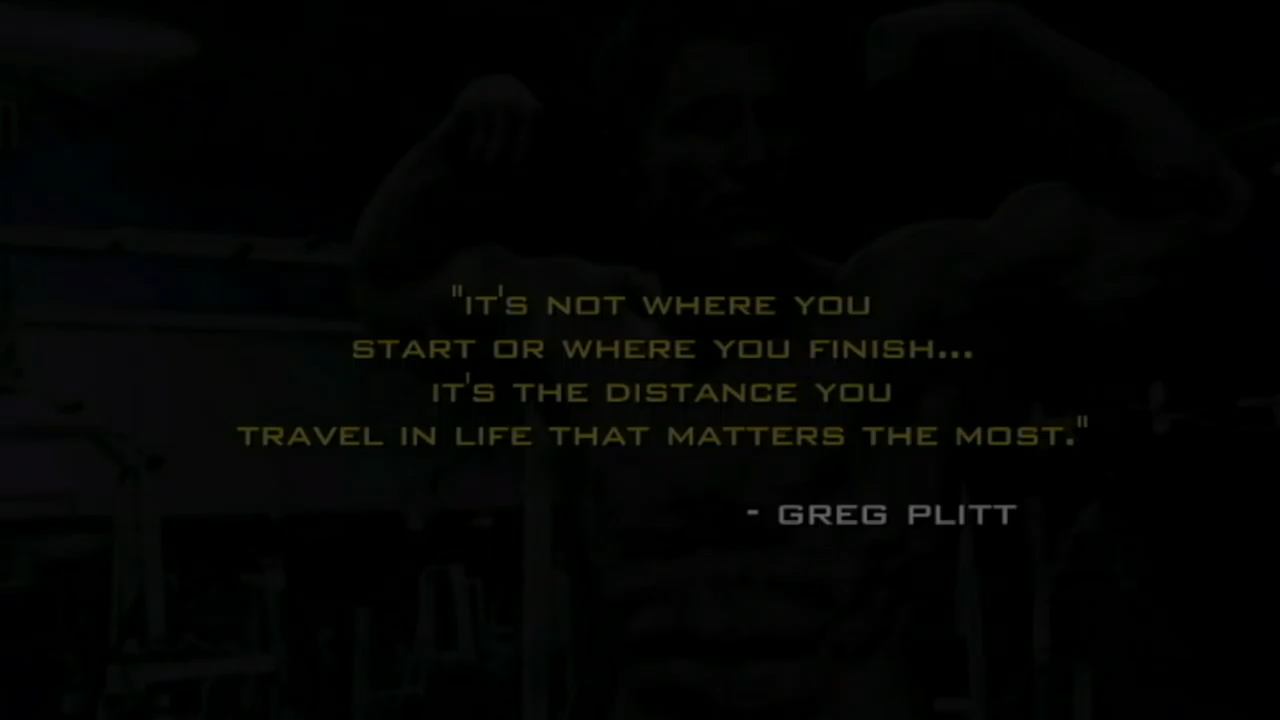 "IT'S NOT WHERE YOU
START OR WHERE YOU FINISH...
IT'S THE DISTANCE YOU
TRAVEL IN LIFE THAT MATTERS THE MOST."
- GREG PLITT